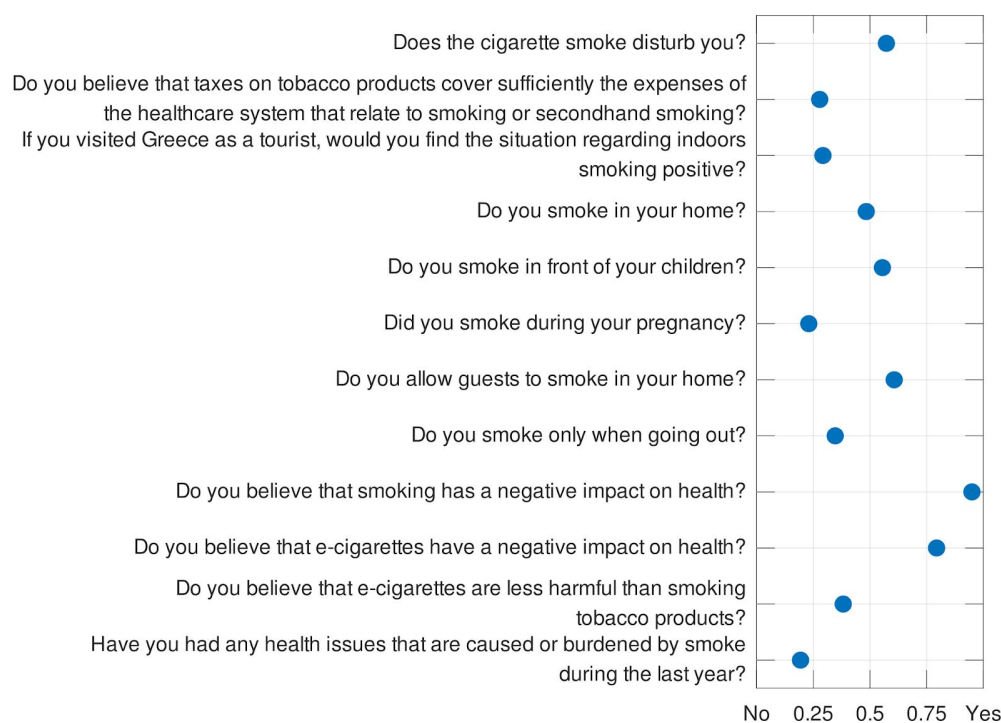 Does the cigarette smoke disturb you?
Do you believe that taxes on tobacco products cover sufficiently the expenses of
the healthcare system that relate to smoking or secondhand smoking?
If you visited Greece as a tourist, would you find the situation regarding indoors
smoking positive?
Do you smoke in your home?
Do you smoke in front of your children?
Did you smoke during your pregnancy?
Do you allow guests to smoke in your home?
Do you smoke only when going out?
Do you believe that smoking has a negative impact on health?
Do you believe that e-cigarettes have a negative impact on health?
Do you believe that e-cigarettes are less harmful than smoking
tobacco products?
Have you had any health issues that are caused or burdened by smoke
during the last year?
No 0.25 0.5 0.75 Yes